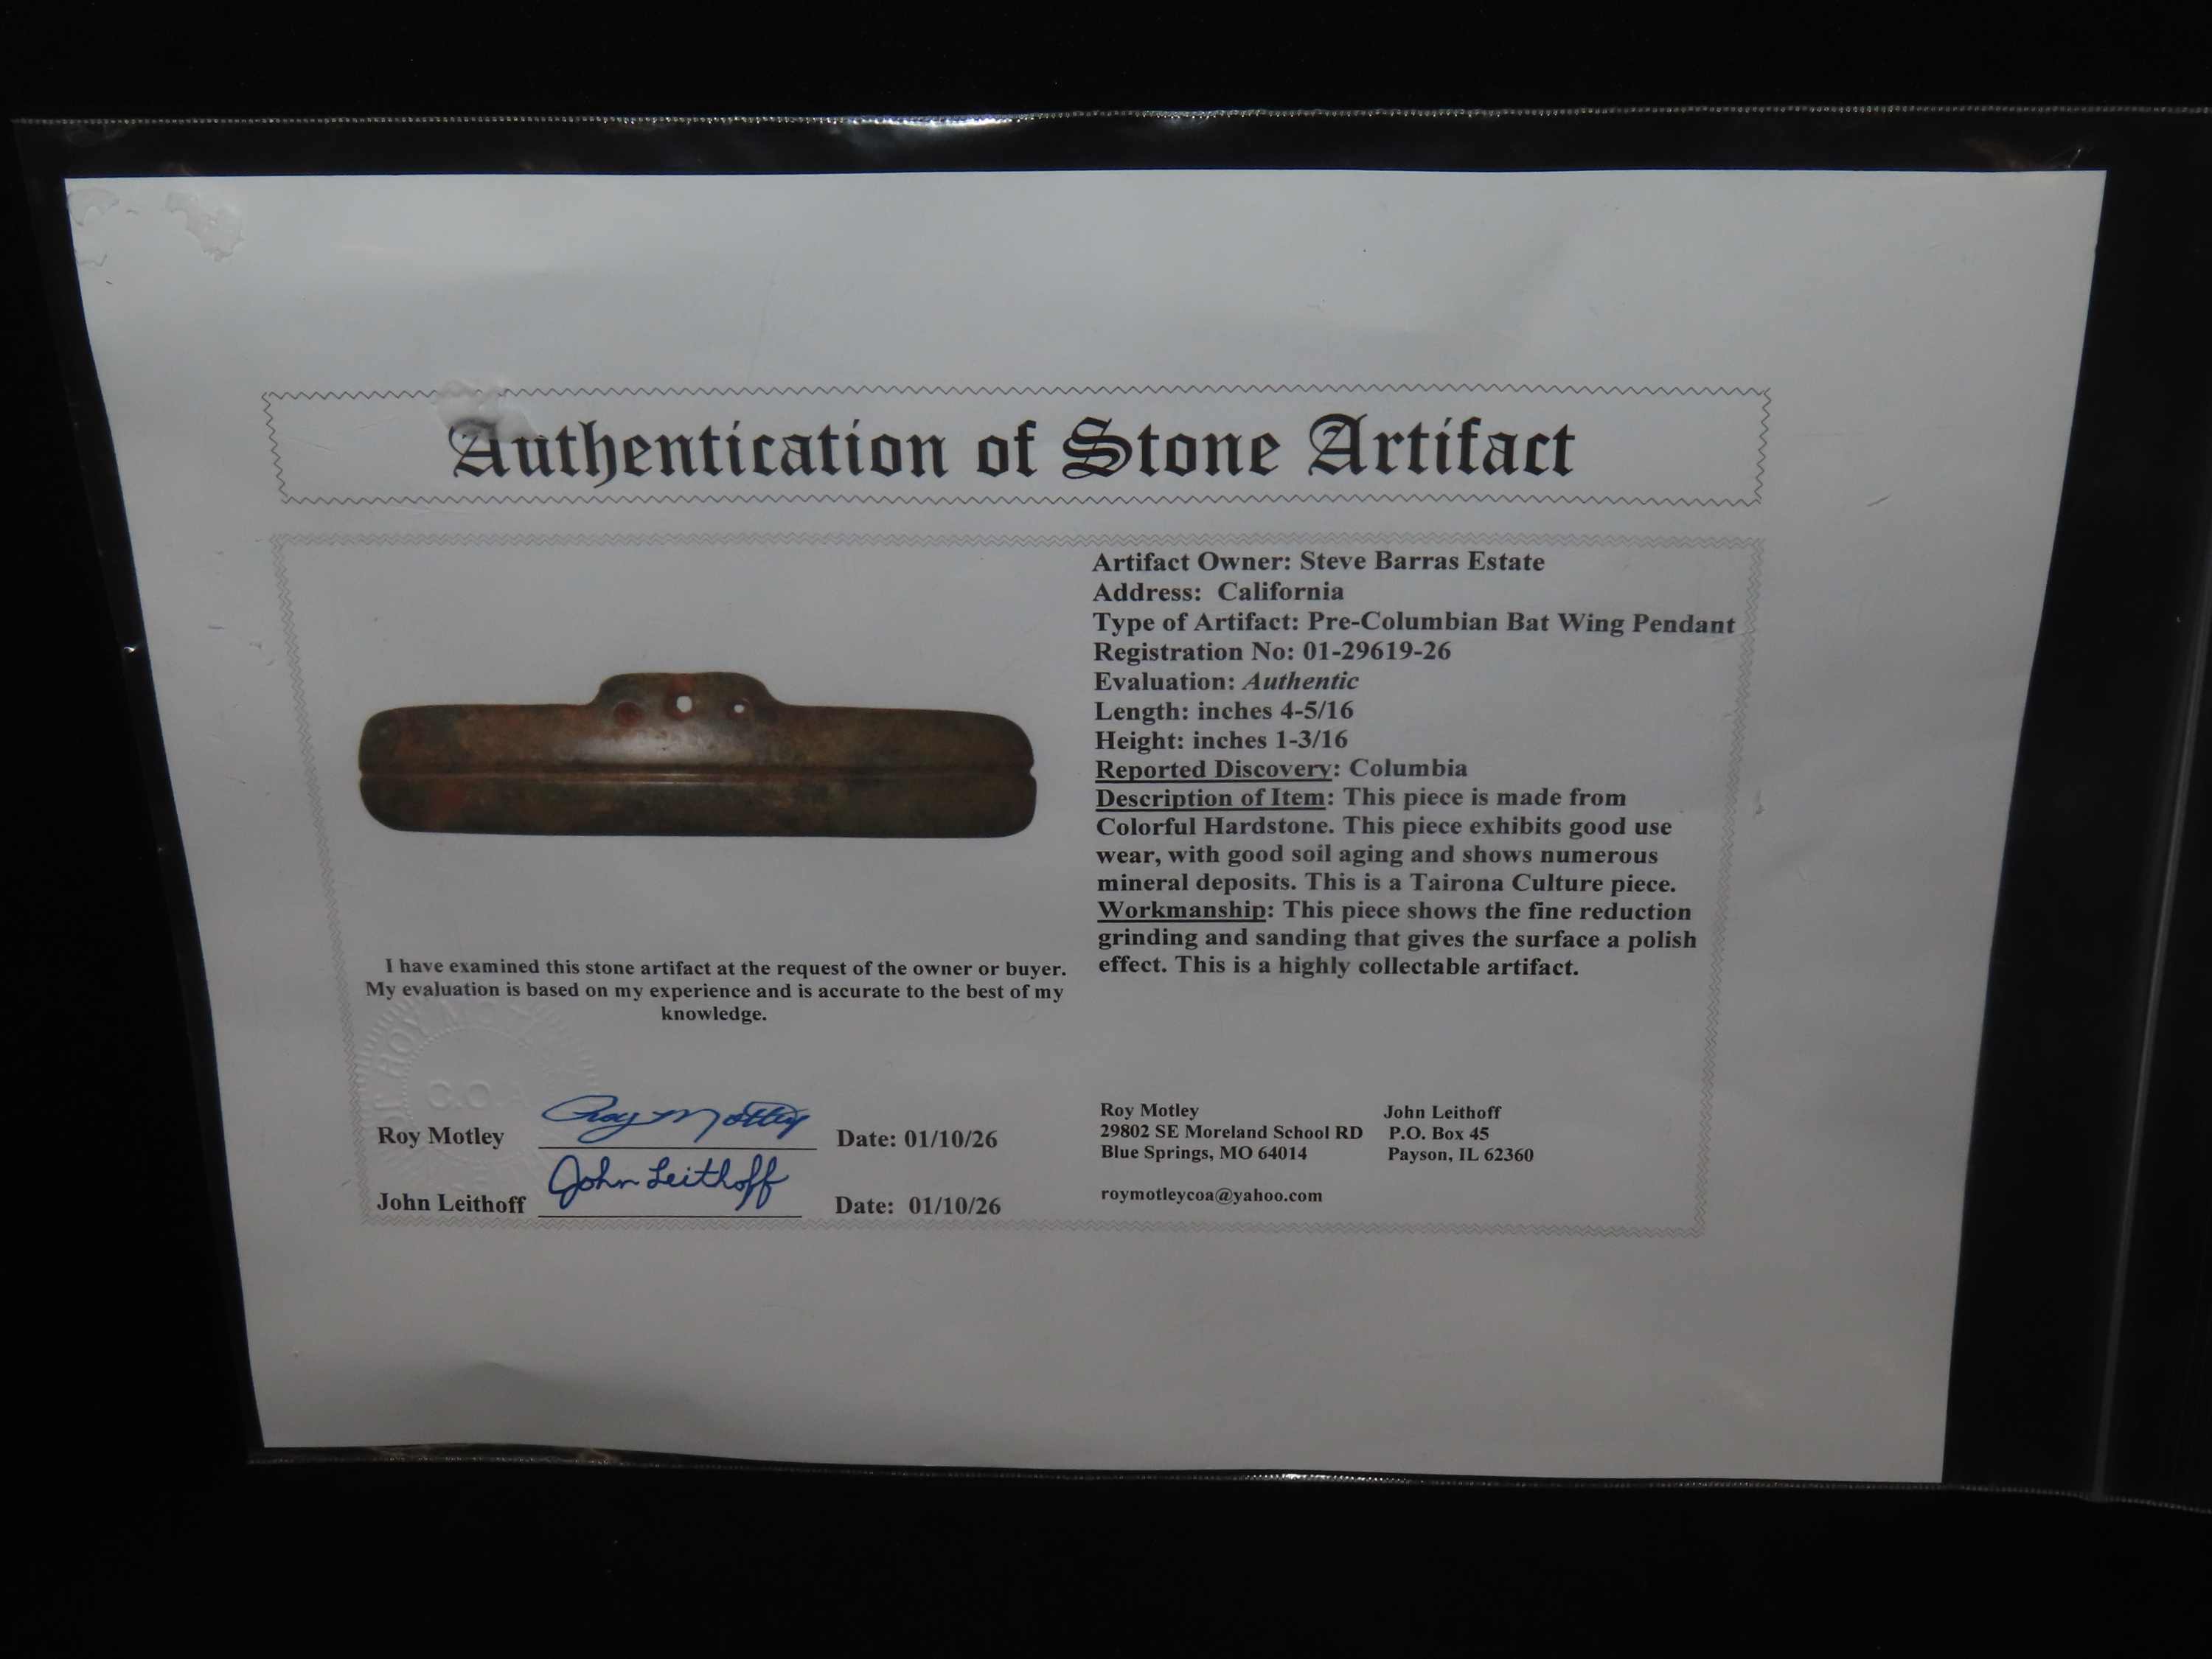 Authentication of Stone Artifact
Artifact Owner: Steve Barras Estate
Address: California
Type of Artifact: Pre-Columbian Bat Wing Pendant
Registration No: 01-29619-26
Evaluation: Authentic
Length: inches 4-5/16
Height: inches 1-3/16
Reported Discovery: Columbia
Description of Item: This piece is made from
Colorful Hardstone. This piece exhibits good use
wear, with good soil aging and shows numerous
mineral deposits. This is a Tairona Culture piece.
Workmanship: This piece shows the fine reduction
grinding and sanding that gives the surface a polish
effect. This is a highly collectable artifact.
I have examined this stone artifact at the request of the owner or buyer.
My evaluation is based on my experience and is accurate to the best of my
knowledge.
C.O.A
Roy Motley Roy Motley Date: 01/10/26
John Leithoff John Leithoff Date: 01/10/26
Roy Motley
29802 SE Moreland School RD
Blue Springs, MO 64014
roymotleycoa@yahoo.com
John Leithoff
P.O. Box 45
Payson, IL 62360